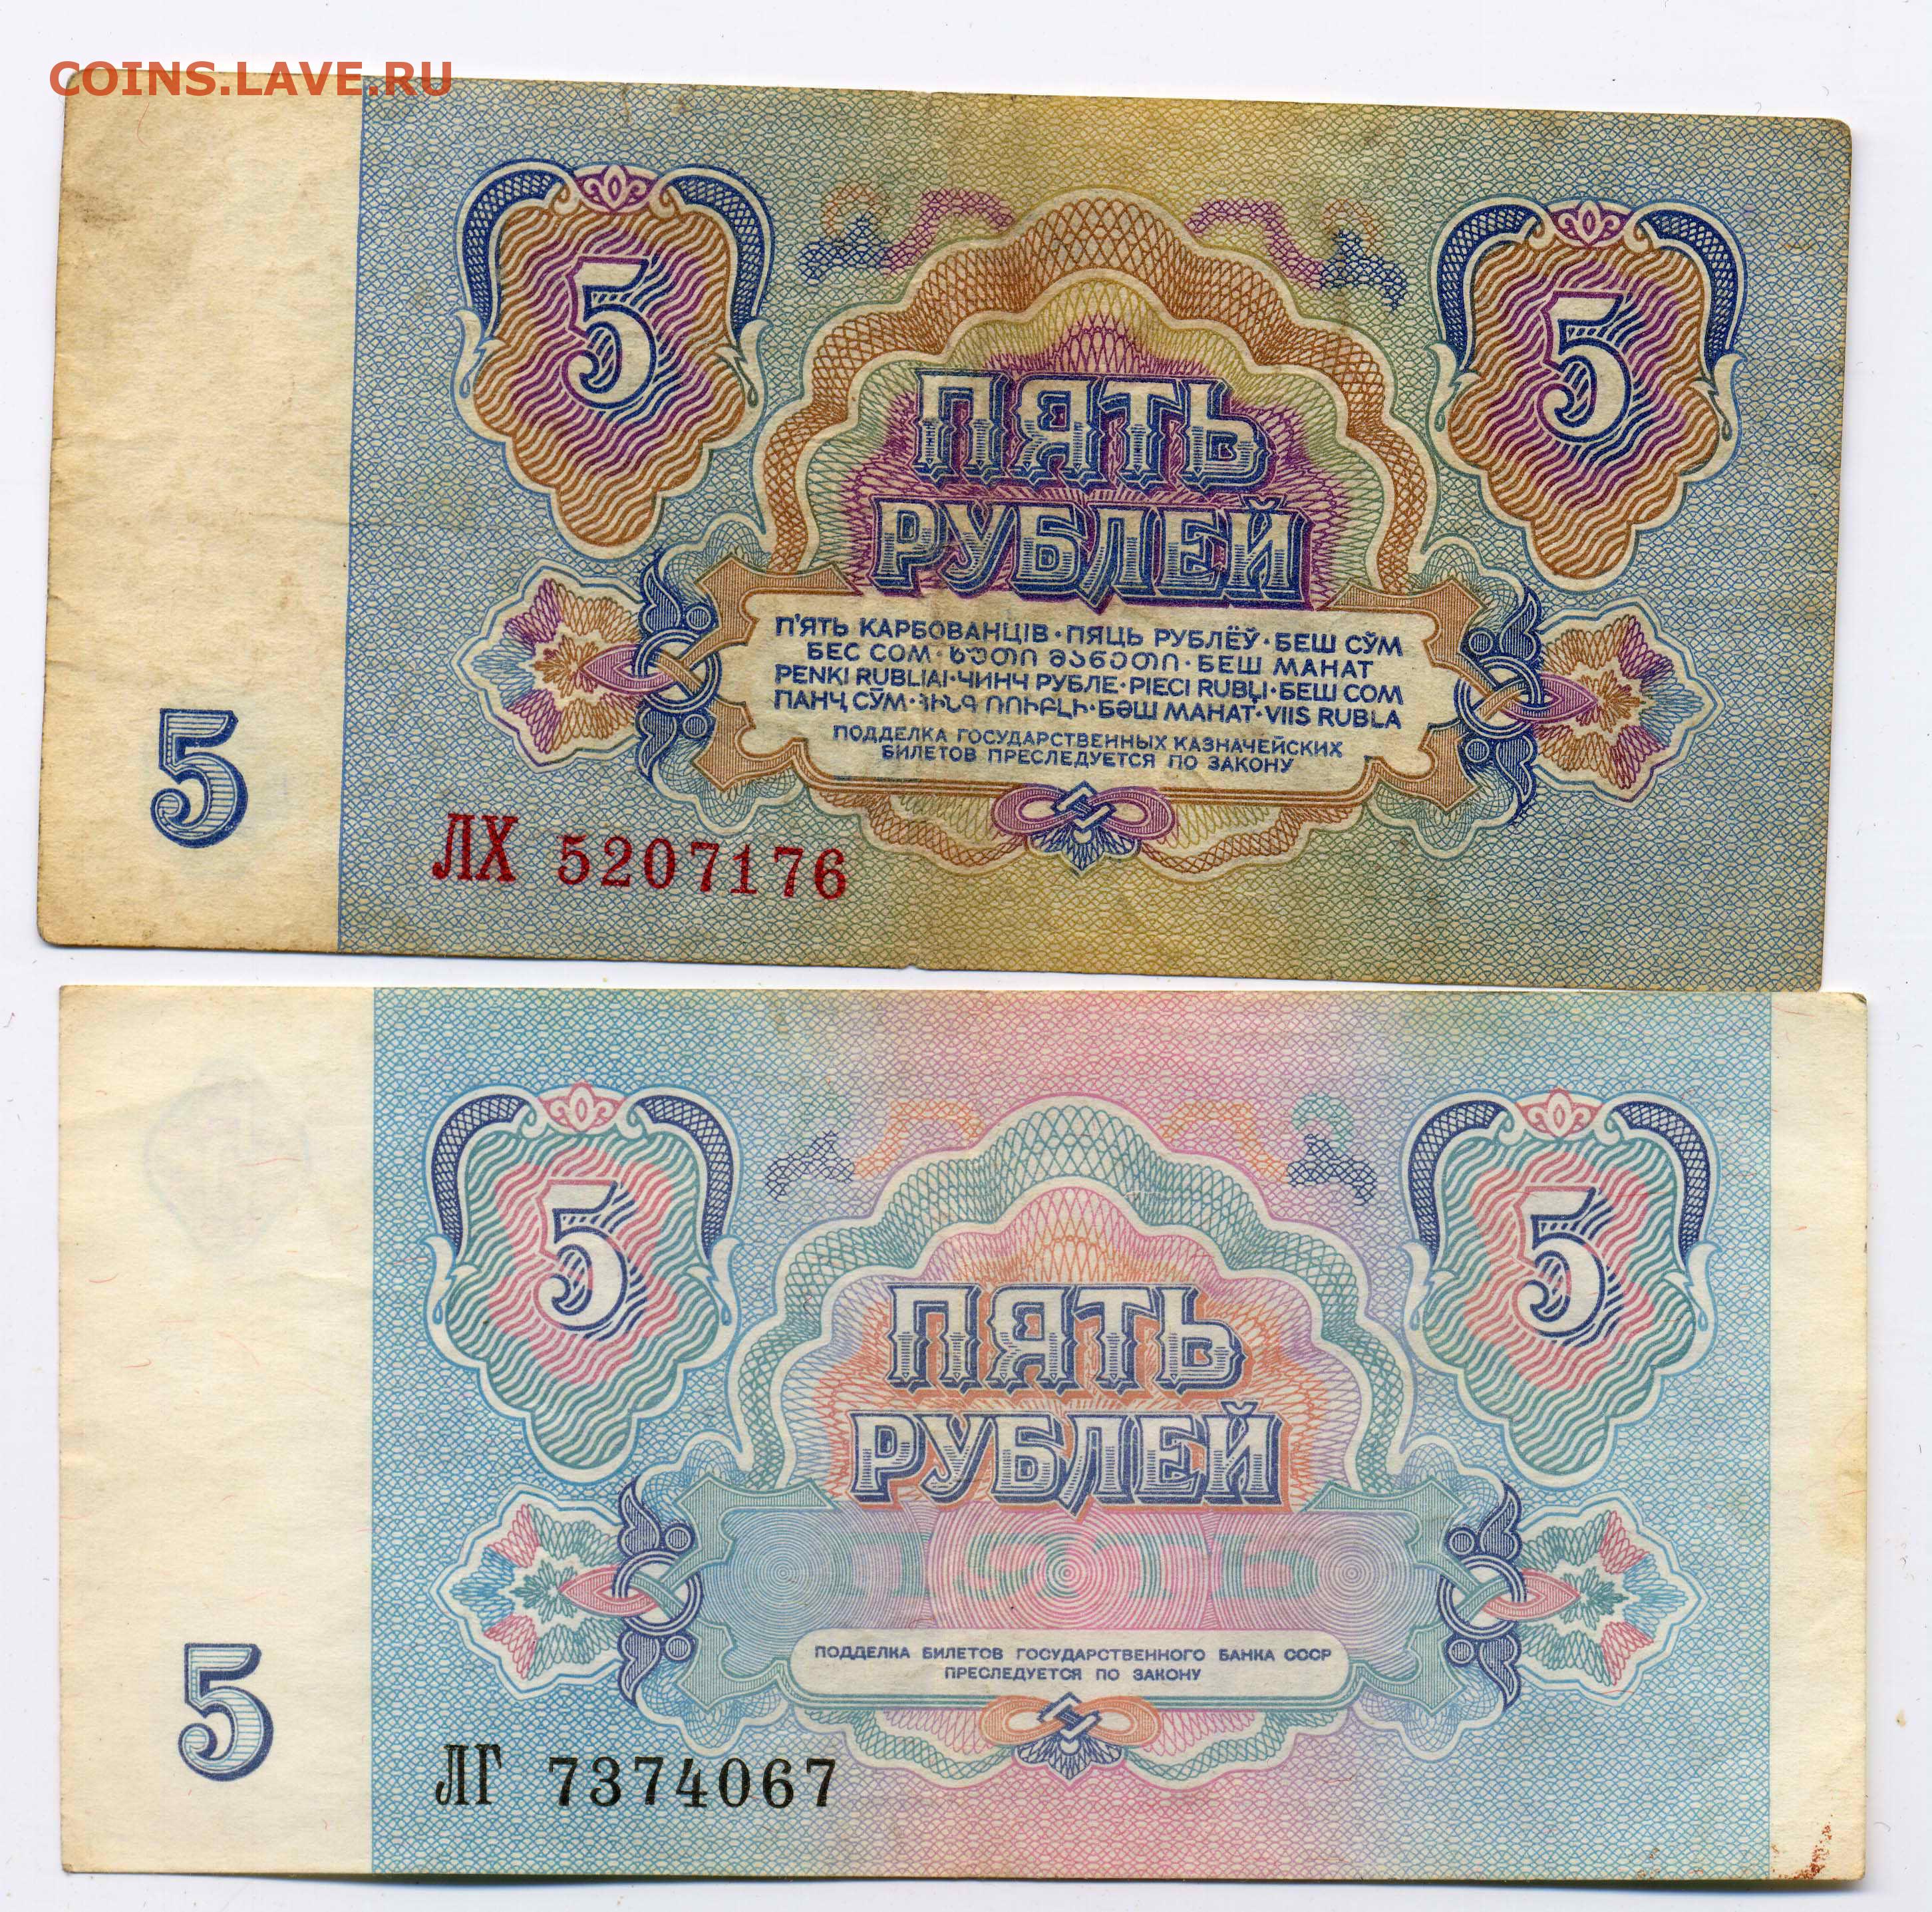 COINS.LAVE.RU
5
5
ПЯТЬ
РУБЛЕЙ
П'ЯТЬ КАРБОВАНЦІВ·ПЯЦЬ РУБЛЁЎ·БЕШ СЎМ
БЕС СОМ·ხუთი მანეთი·БЕШ МАНАТ
PENKI RUBLIAI·ЧИНЧ РУБЛЕ·PIECI RUBĻI·БЕШ СОМ
ПАНҶ СӮМ·ՀԻՆԳ ՌՈՒԲԼԻ·БӘШ МАНАТ·VIIS RUBLA
ПОДДЕЛКА ГОСУДАРСТВЕННЫХ КАЗНАЧЕЙСКИХ
БИЛЕТОВ ПРЕСЛЕДУЕТСЯ ПО ЗАКОНУ
5
ЛХ 5207176
5
5
ПЯТЬ
РУБЛЕЙ
ПЯТЬ
ПОДДЕЛКА БИЛЕТОВ ГОСУДАРСТВЕННОГО БАНКА СССР
ПРЕСЛЕДУЕТСЯ ПО ЗАКОНУ
5
ЛГ 7374067